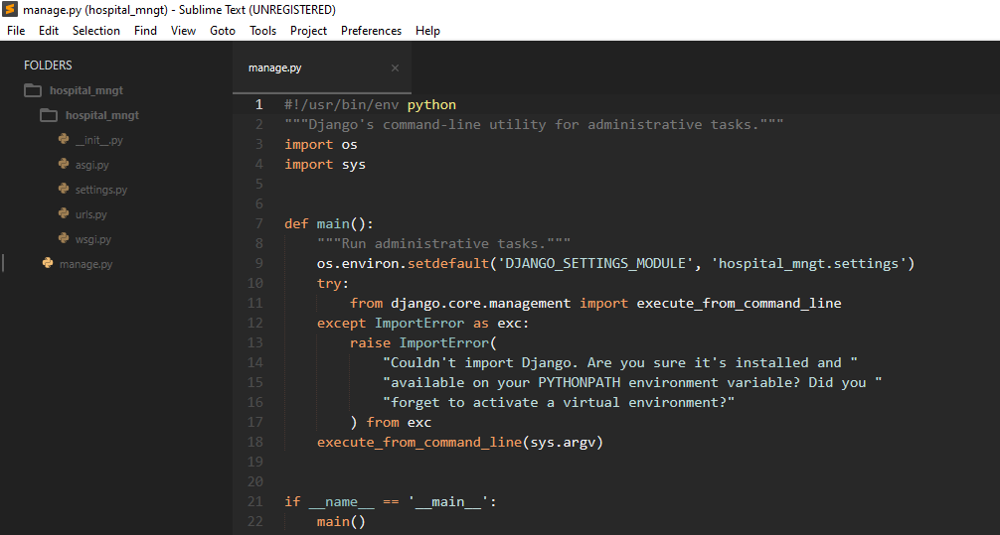 manage.py (hospital_mngt) - Sublime Text (UNREGISTERED)
File Edit Selection Find View Goto Tools Project Preferences Help
FOLDERS
hospital_mngt
hospital_mngt
__init__.py
asgi.py
settings.py
urls.py
wsgi.py
manage.py
manage.py ×
1 #!/usr/bin/env python
2 """Django's command-line utility for administrative tasks."""
3 import os
4 import sys
5
6
7 def main():
8     """Run administrative tasks."""
9     os.environ.setdefault('DJANGO_SETTINGS_MODULE', 'hospital_mngt.settings')
10     try:
11         from django.core.management import execute_from_command_line
12     except ImportError as exc:
13         raise ImportError(
14             "Couldn't import Django. Are you sure it's installed and "
15             "available on your PYTHONPATH environment variable? Did you "
16             "forget to activate a virtual environment?"
17         ) from exc
18     execute_from_command_line(sys.argv)
19
20
21 if __name__ == '__main__':
22     main()